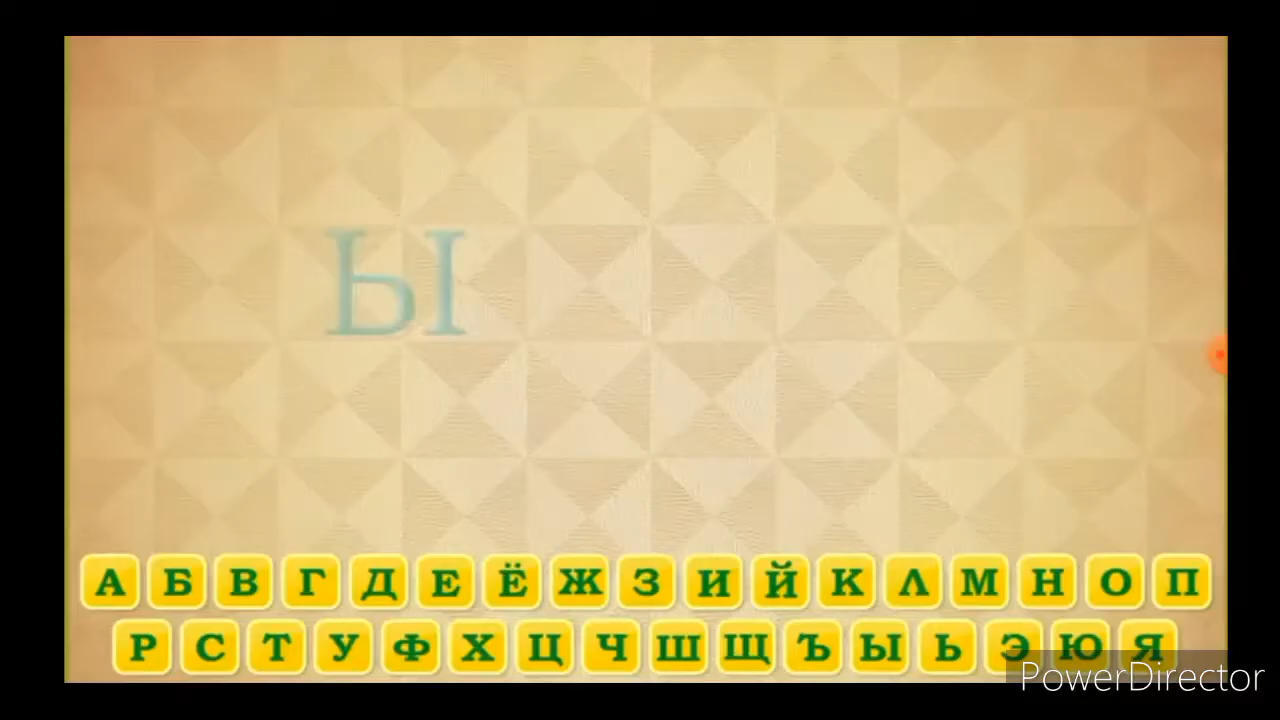 Ы
А Б В Г Д Е Ё Ж З И Й К Л М Н О П
Р С Т У Ф Х Ц Ч Ш Щ Ъ Ы Ь Э Ю Я
PowerDirector